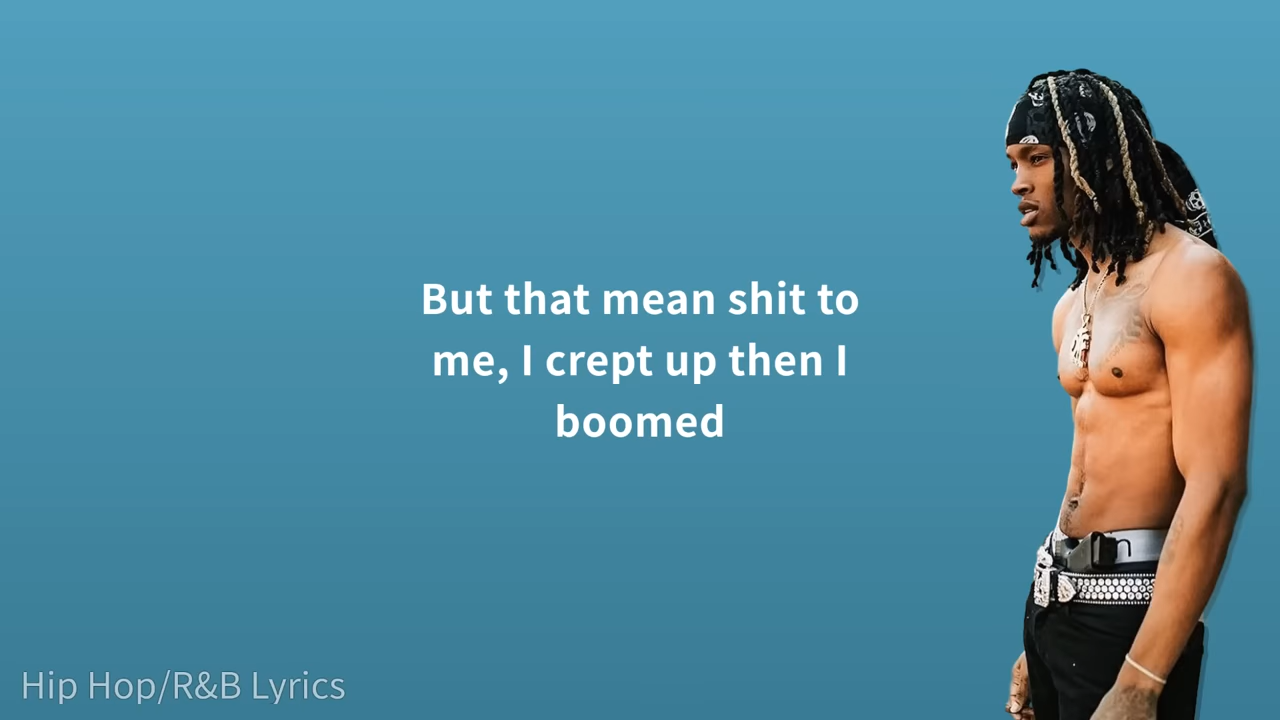 But that mean shit to
me, I crept up then I
boomed
Hip Hop/R&B Lyrics